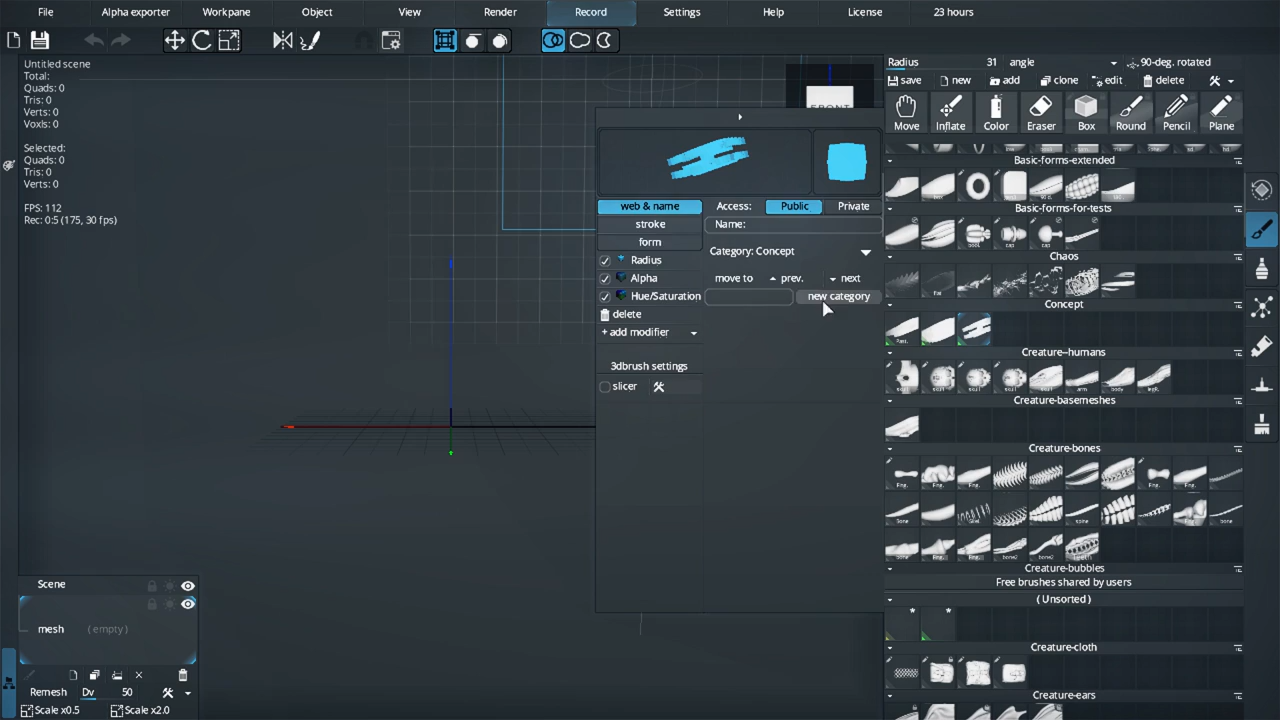 File Alpha exporter Workpane Object View Render Record Settings Help License 23 hours
Untitled scene
Total:
Quads: 0
Tris: 0
Verts: 0
Voxls: 0
Selected:
Quads: 0
Tris: 0
Verts: 0
FPS: 112
Rec: 0:5 (175, 30 fps)
FRONT
web & name
stroke
form
Radius
Alpha
Hue/Saturation
delete
+ add modifier
3dbrush settings
slicer
Access: Public Private
Name:
Category: Concept
move to prev. next
new category
Radius 31 angle 90-deg. rotated
save new add clone edit delete
Move Inflate Color Eraser Box Round Pencil Plane
Basic-forms-extended
Basic-forms-for-tests
Chaos
Concept
Creature--humans
Creature-basemeshes
Creature-bones
Creature-bubbles
Free brushes shared by users
( Unsorted )
Creature-cloth
Creature-ears
Scene
mesh ( empty )
Remesh Dv 50
Scale x0.5 Scale x2.0